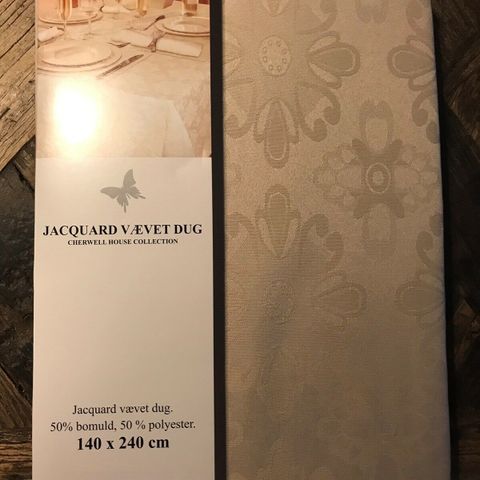 JACQUARD VÆVET DUG
CHERWELL HOUSE COLLECTION
Jacquard vævet dug.
50% bomuld, 50 % polyester.
140 x 240 cm